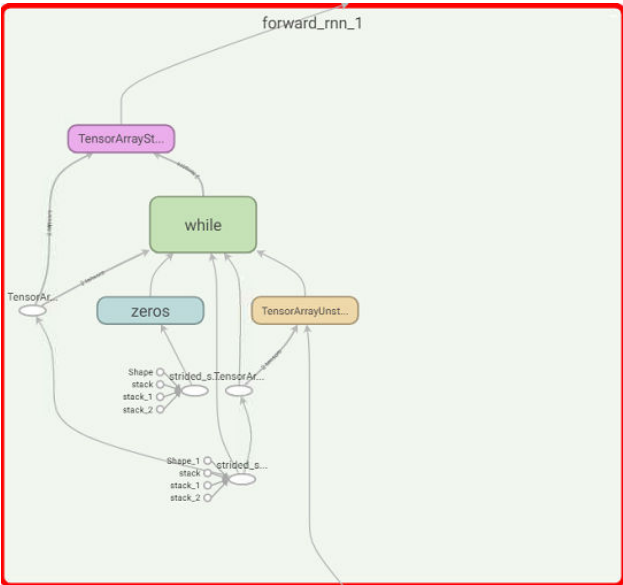 forward_rnn_1
TensorArraySt...
while
TensorAr...
zeros
TensorArrayUnst...
Shape
strided_s...
TensorAr...
stack
stack_1
stack_2
Shape_1
strided_s...
stack
stack_1
stack_2